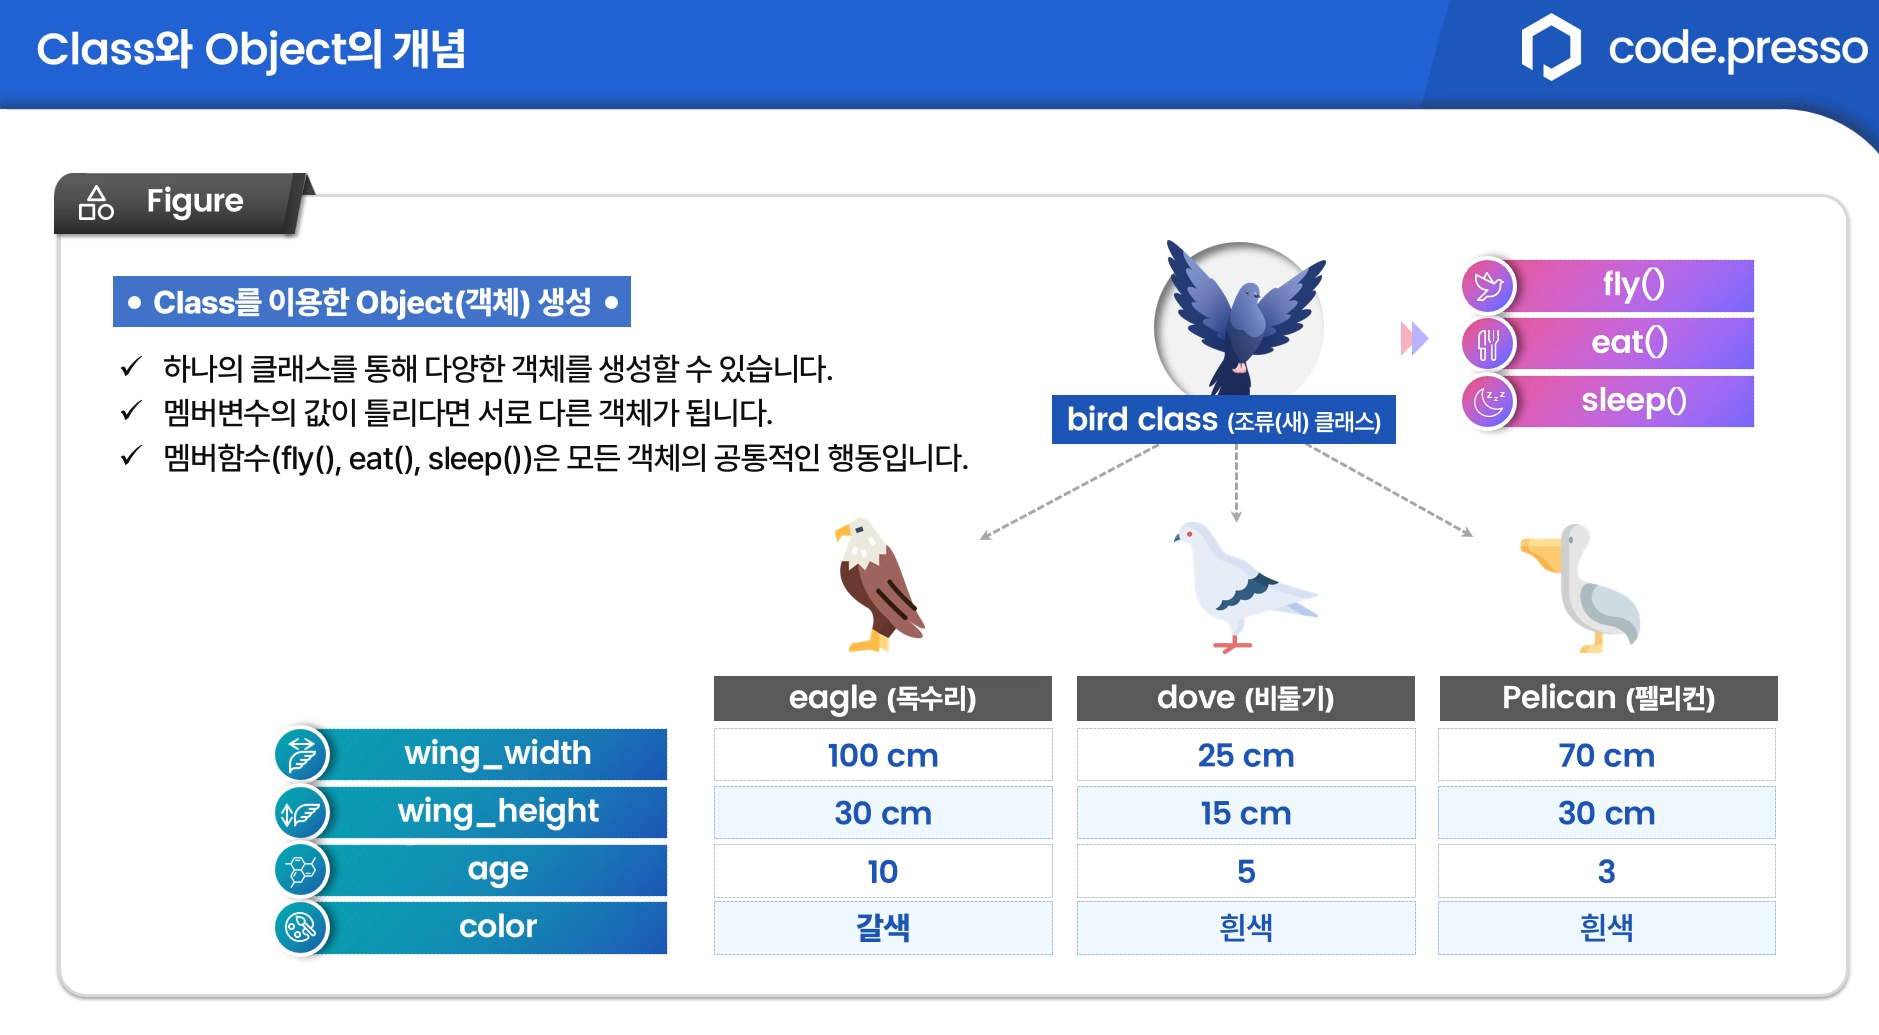 Class와 Object의 개념
code.presso
Figure
• Class를 이용한 Object(객체) 생성 •
✓ 하나의 클래스를 통해 다양한 객체를 생성할 수 있습니다.
✓ 멤버변수의 값이 틀리다면 서로 다른 객체가 됩니다.
✓ 멤버함수(fly(), eat(), sleep())은 모든 객체의 공통적인 행동입니다.
bird class (조류(새) 클래스)
fly()
eat()
sleep()
eagle (독수리) dove (비둘기) Pelican (펠리컨)
wing_width 100 cm 25 cm 70 cm
wing_height 30 cm 15 cm 30 cm
age 10 5 3
color 갈색 흰색 흰색